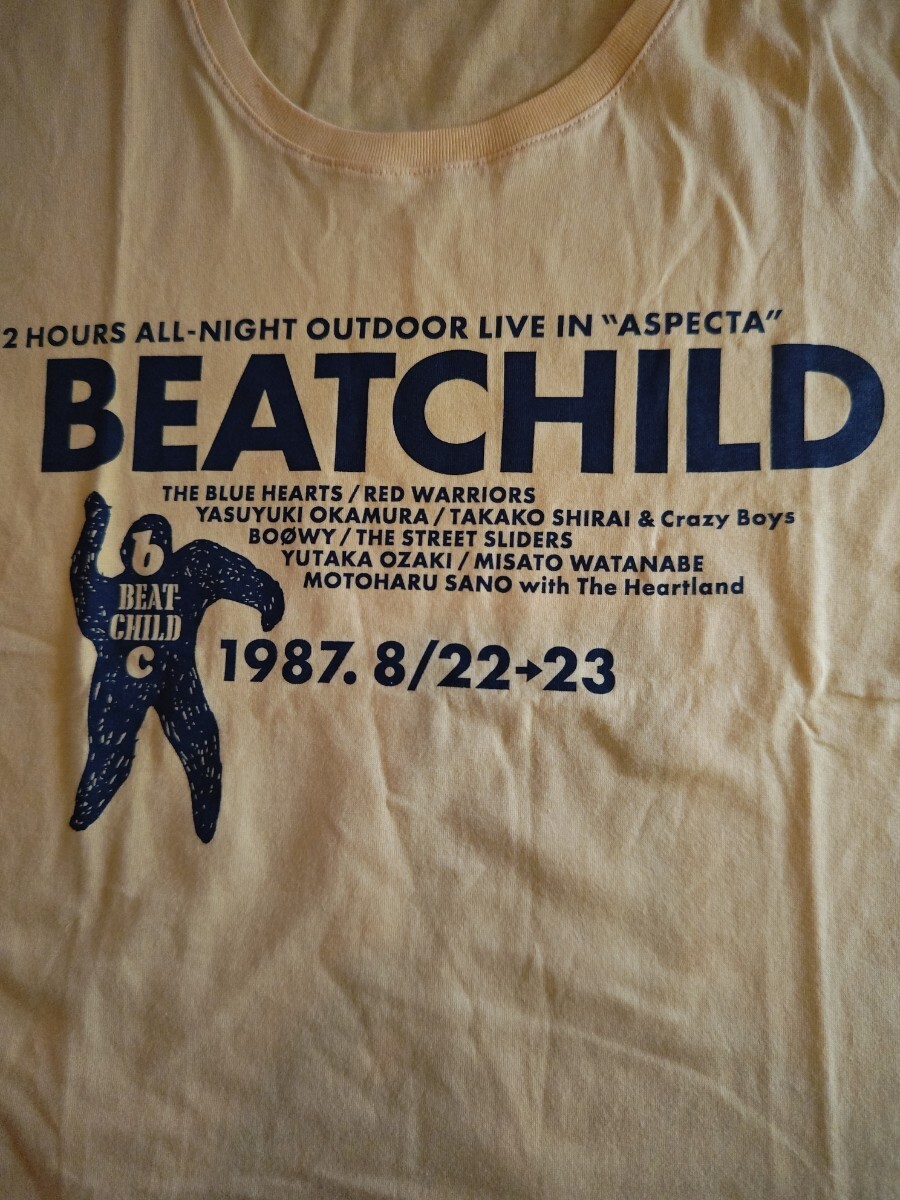 2 HOURS ALL-NIGHT OUTDOOR LIVE IN "ASPECTA"
BEATCHILD
THE BLUE HEARTS / RED WARRIORS
YASUYUKI OKAMURA / TAKAKO SHIRAI & Crazy Boys
BOØWY / THE STREET SLIDERS
YUTAKA OZAKI / MISATO WATANABE
MOTOHARU SANO with The Heartland
b
BEAT-
CHILD
C
1987. 8/22→23